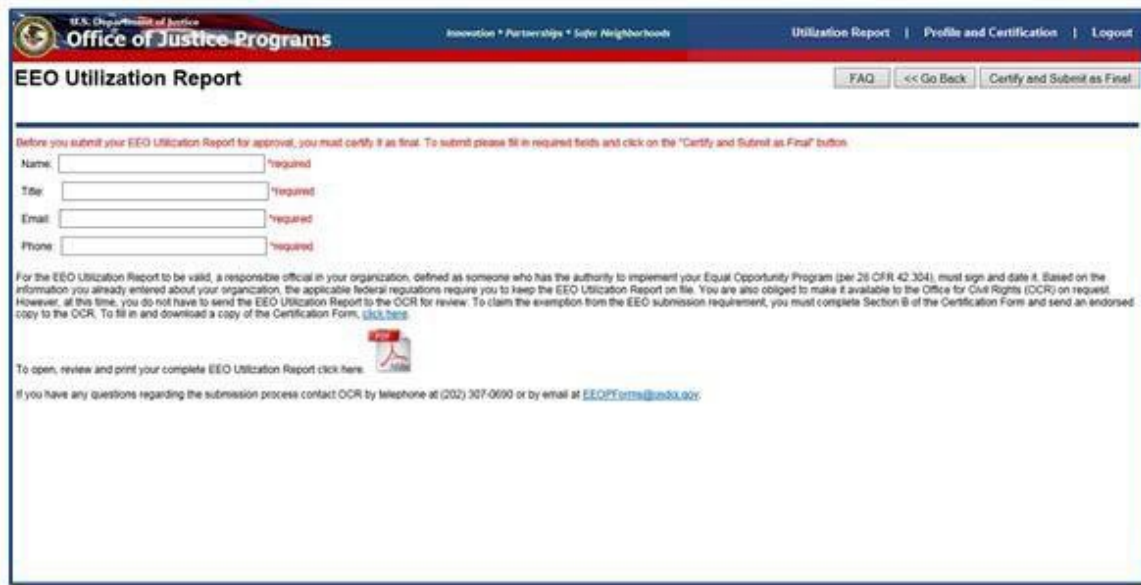 U.S. Department of Justice
Office of Justice Programs
Innovation * Partnerships * Safer Neighborhoods
Utilization Report | Profile and Certification | Logout
EEO Utilization Report
FAQ << Go Back Certify and Submit as Final
Before you submit your EEO Utilization Report for approval, you must certify it as final. To submit please fill in required fields and click on the "Certify and Submit as Final" button.
Name: *required
Title: *required
Email: *required
Phone: *required
For the EEO Utilization Report to be valid, a responsible official in your organization, defined as someone who has the authority to implement your Equal Opportunity Program (per 28 CFR 42.304), must sign and date it. Based on the
information you already entered about your organization, the applicable federal regulations require you to keep the EEO Utilization Report on file. You are also obliged to make it available to the Office for Civil Rights (OCR) on request.
However, at this time, you do not have to send the EEO Utilization Report to the OCR for review. To claim the exemption from the EEO submission requirement, you must complete Section B of the Certification Form and send an endorsed
copy to the OCR. To fill in and download a copy of the Certification Form, click here.
PDF
To open, review and print your complete EEO Utilization Report click here.
If you have any questions regarding the submission process contact OCR by telephone at (202) 307-0690 or by email at